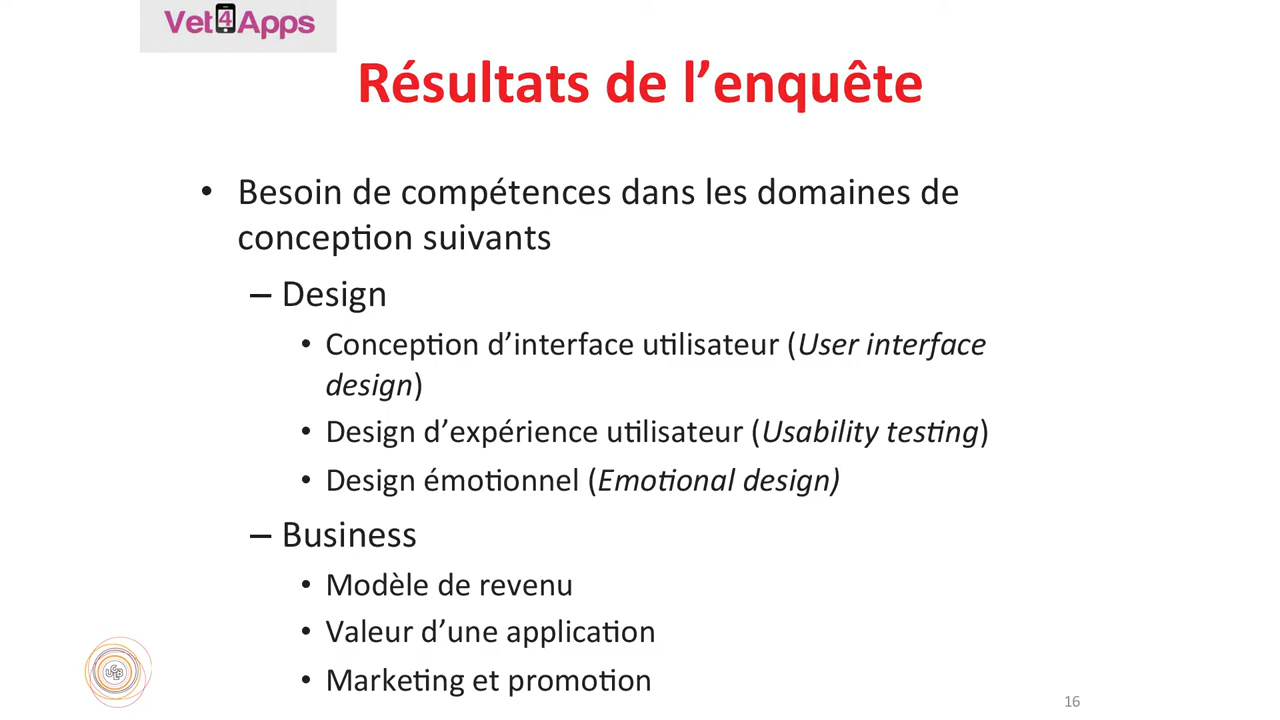 Vet4Apps
Résultats de l’enquête
• Besoin de compétences dans les domaines de
conception suivants
– Design
• Conception d’interface utilisateur (User interface
design)
• Design d’expérience utilisateur (Usability testing)
• Design émotionnel (Emotional design)
– Business
• Modèle de revenu
• Valeur d’une application
• Marketing et promotion
16